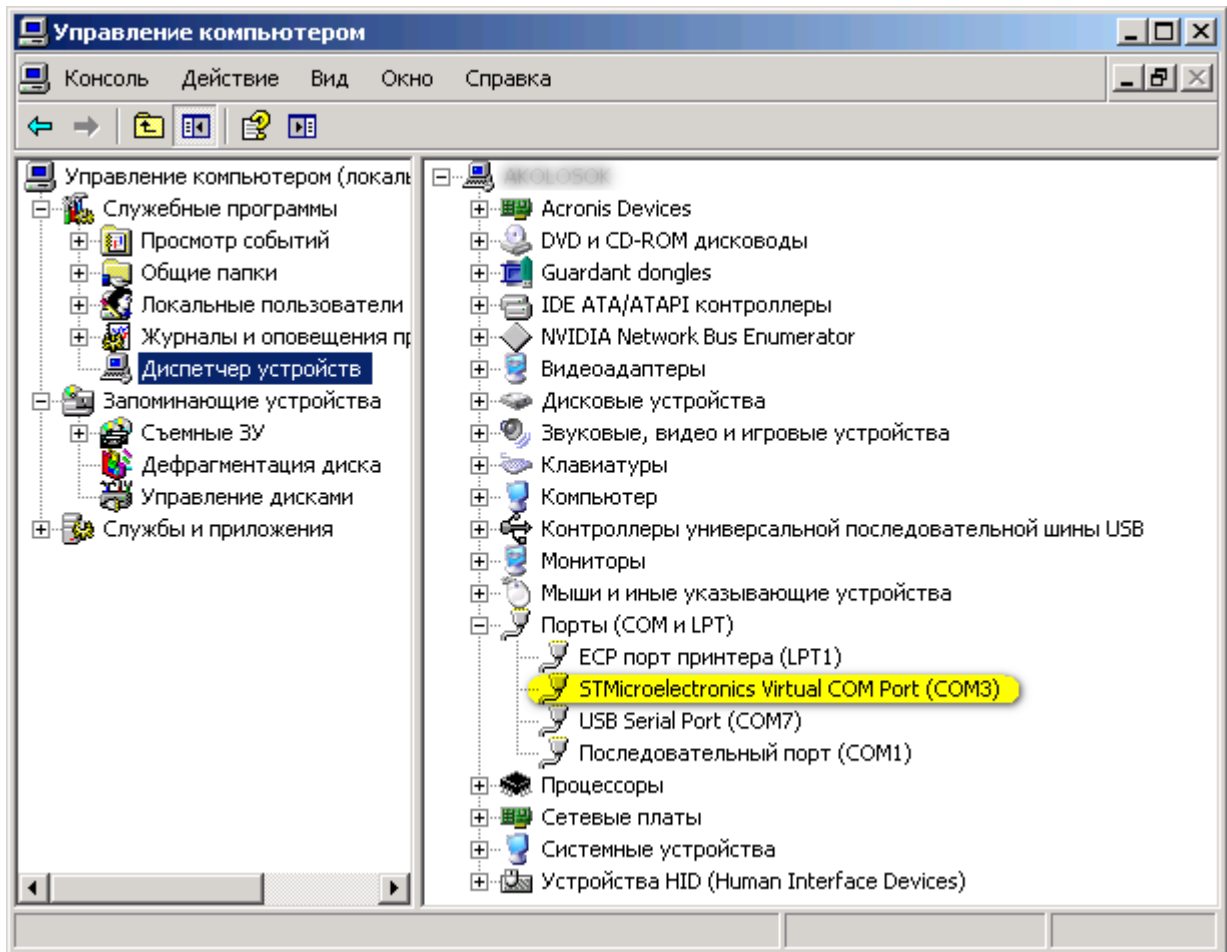 Управление компьютером
Консоль Действие Вид Окно Справка
Управление компьютером (локаль
Служебные программы
Просмотр событий
Общие папки
Локальные пользователи
Журналы и оповещения пр
Диспетчер устройств
Запоминающие устройства
Съемные ЗУ
Дефрагментация диска
Управление дисками
Службы и приложения
AKOLOSOK
Acronis Devices
DVD и CD-ROM дисководы
Guardant dongles
IDE ATA/ATAPI контроллеры
NVIDIA Network Bus Enumerator
Видеоадаптеры
Дисковые устройства
Звуковые, видео и игровые устройства
Клавиатуры
Компьютер
Контроллеры универсальной последовательной шины USB
Мониторы
Мыши и иные указывающие устройства
Порты (COM и LPT)
ECP порт принтера (LPT1)
STMicroelectronics Virtual COM Port (COM3)
USB Serial Port (COM7)
Последовательный порт (COM1)
Процессоры
Сетевые платы
Системные устройства
Устройства HID (Human Interface Devices)